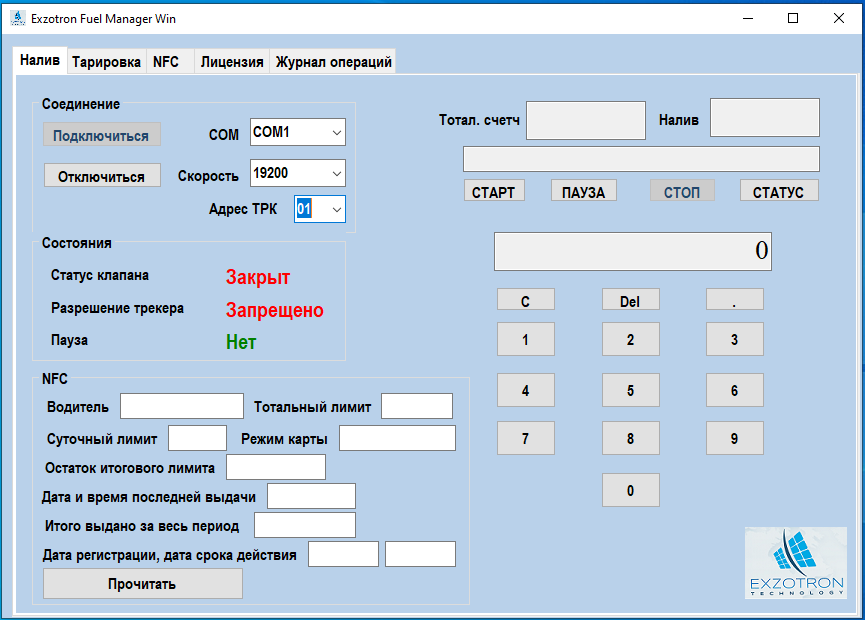 Exzotron Fuel Manager Win
Налив Тарировка NFC Лицензия Журнал операций
Соединение
Подключиться COM COM1
Отключиться Скорость 19200
Адрес ТРК 01
Тотал. счетч Налив
СТАРТ ПАУЗА СТОП СТАТУС
Состояния
Статус клапана Закрыт
Разрешение трекера Запрещено
Пауза Нет
0
C Del .
1 2 3
4 5 6
7 8 9
0
NFC
Водитель Тотальный лимит
Суточный лимит Режим карты
Остаток итогового лимита
Дата и время последней выдачи
Итого выдано за весь период
Дата регистрации, дата срока действия
Прочитать
EXZOTRON
TECHNOLOGY